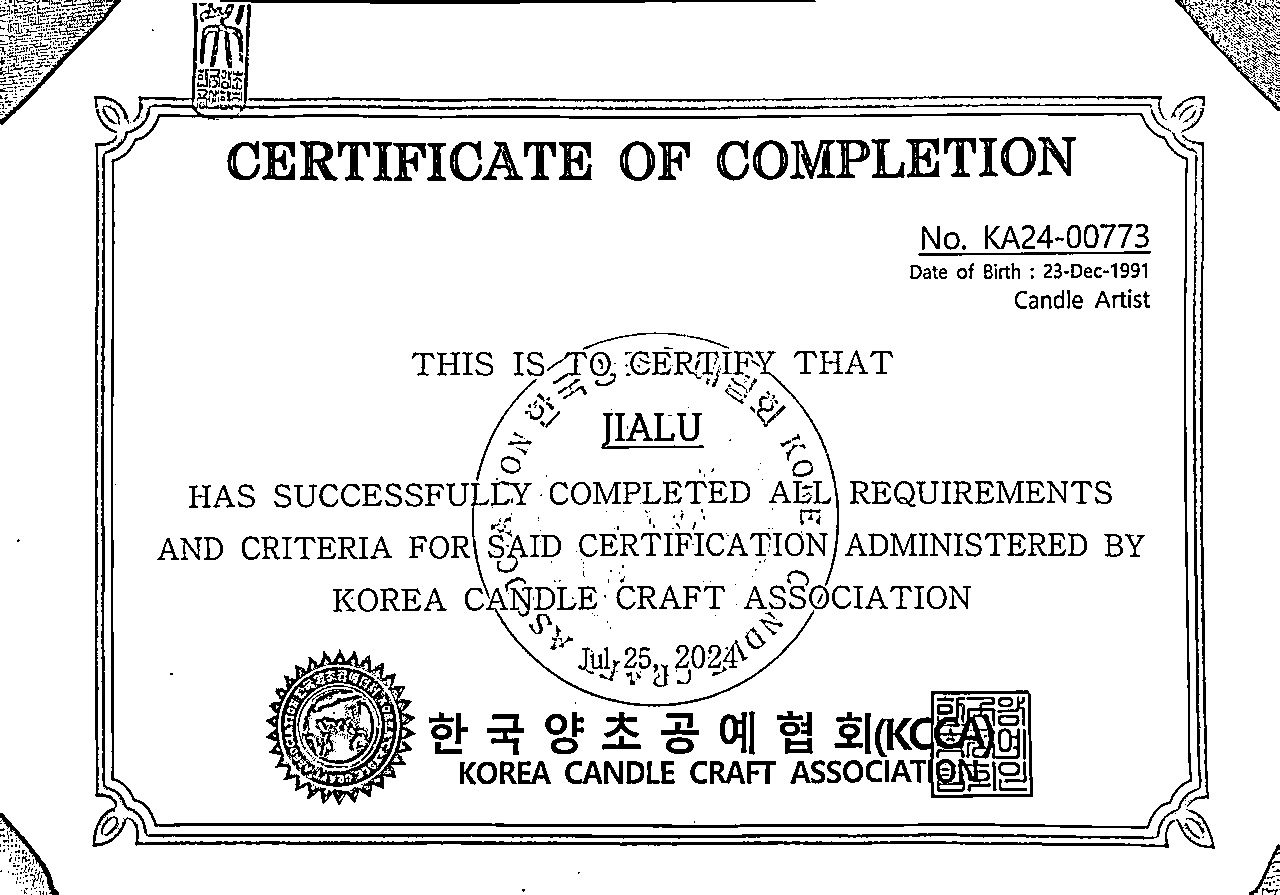 CERTIFICATE OF COMPLETION
No. KA24-00773
Date of Birth : 23-Dec-1991
Candle Artist
THIS IS TO CERTIFY THAT
JIALU
HAS SUCCESSFULLY COMPLETED ALL REQUIREMENTS
AND CRITERIA FOR SAID CERTIFICATION ADMINISTERED BY
KOREA CANDLE CRAFT ASSOCIATION
Jul, 25, 2024
한국양초공예협회(KCCA)
KOREA CANDLE CRAFT ASSOCIATION